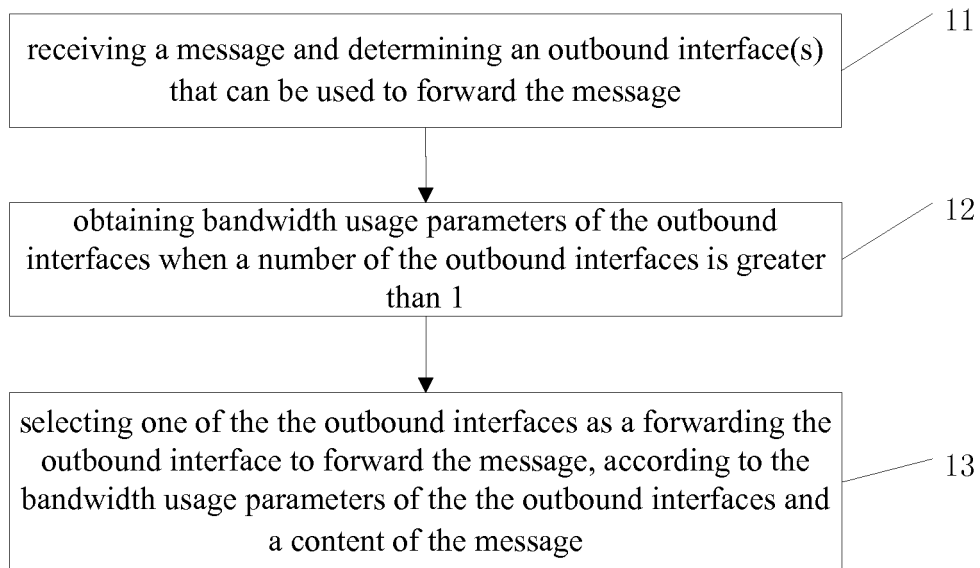 receiving a message and determining an outbound interface(s)
that can be used to forward the message
11
obtaining bandwidth usage parameters of the outbound
interfaces when a number of the outbound interfaces is greater
than 1
12
selecting one of the the outbound interfaces as a forwarding the
outbound interface to forward the message, according to the
bandwidth usage parameters of the the outbound interfaces and
a content of the message
13